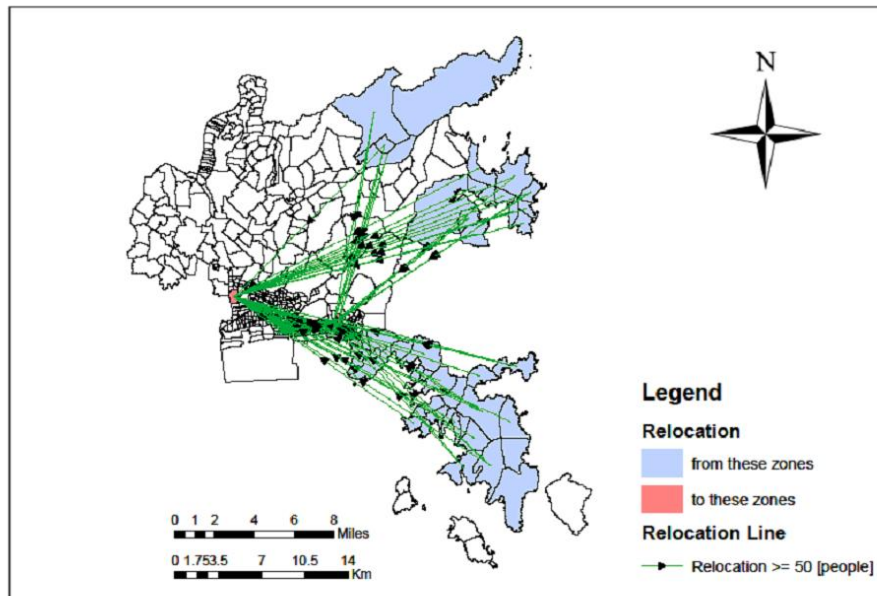 N
Legend
Relocation
from these zones
to these zones
Relocation Line
Relocation >= 50 [people]
0 1 2 4 6 8
Miles
0 1.753.5 7 10.5 14
Km